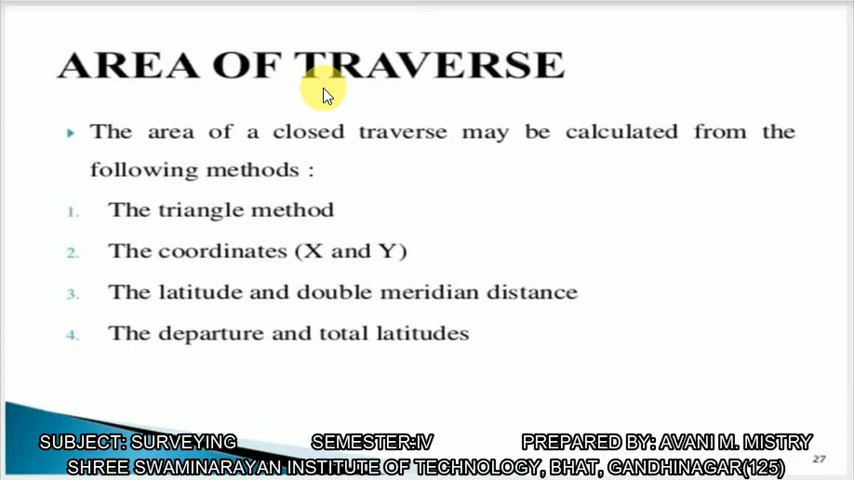 AREA OF TRAVERSE
The area of a closed traverse may be calculated from the
following methods :
1. The triangle method
2. The coordinates (X and Y)
3. The latitude and double meridian distance
4. The departure and total latitudes
SUBJECT: SURVEYING SEMESTER:IV PREPARED BY: AVANI M. MISTRY
27
SHREE SWAMINARAYAN INSTITUTE OF TECHNOLOGY, BHAT, GANDHINAGAR(125)